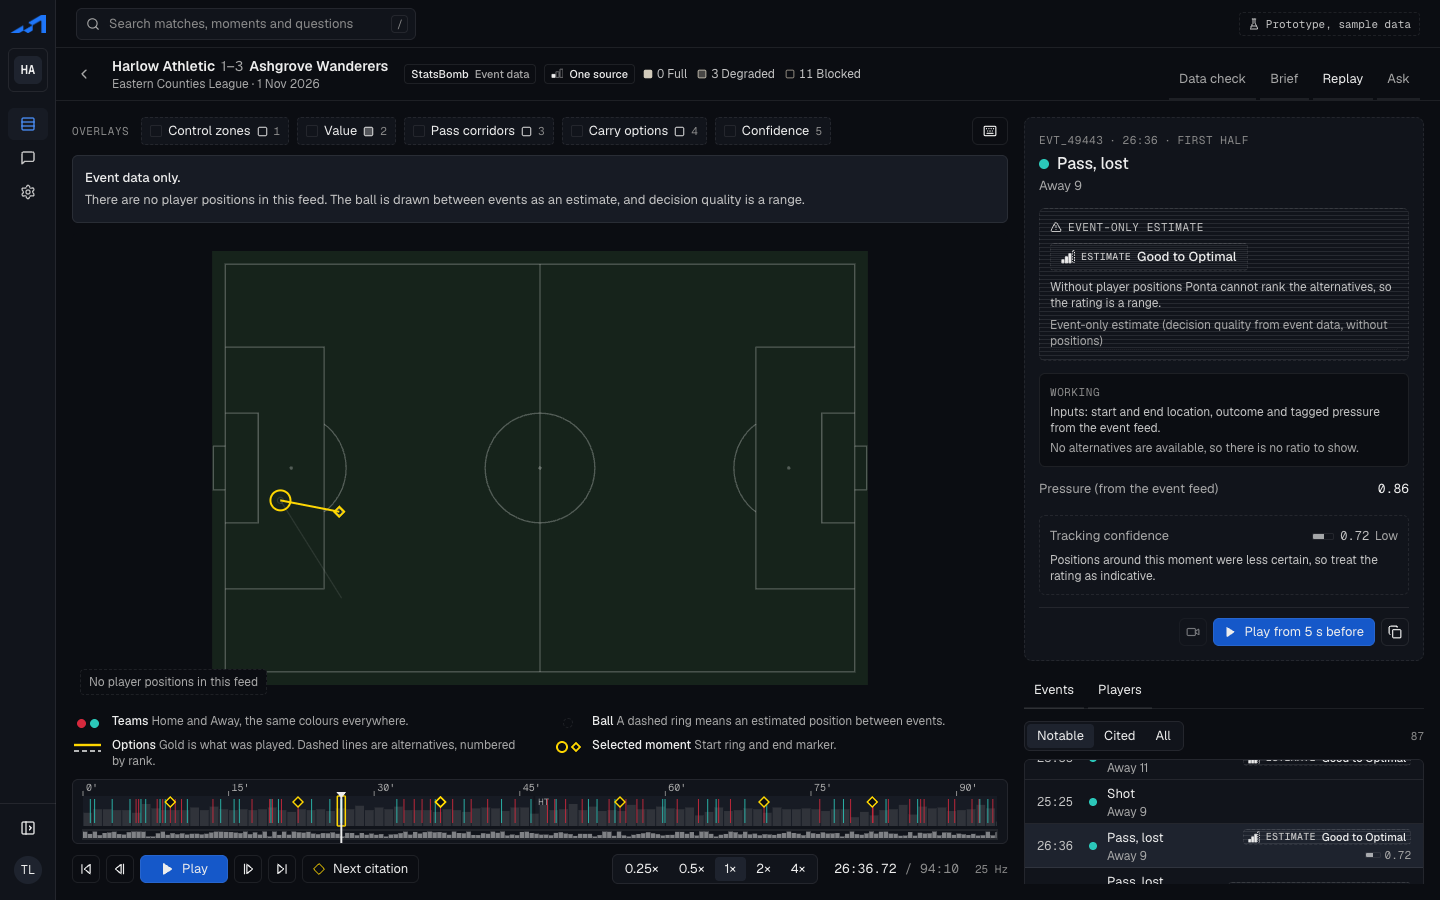 Search matches, moments and questions
/
Prototype, sample data
HA
Harlow Athletic 1–3 Ashgrove Wanderers
Eastern Counties League · 1 Nov 2026
StatsBomb Event data
One source
0 Full
3 Degraded
11 Blocked
Data check
Brief
Replay
Ask
OVERLAYS
Control zones 1
Value 2
Pass corridors 3
Carry options 4
Confidence 5
Event data only.
There are no player positions in this feed. The ball is drawn between events as an estimate, and decision quality is a range.
No player positions in this feed
Teams Home and Away, the same colours everywhere.
Ball A dashed ring means an estimated position between events.
Options Gold is what was played. Dashed lines are alternatives, numbered
by rank.
Selected moment Start ring and end marker.
0' 15' 30' 45' 60' 75' 90'
HT
Play
Next citation
0.25× 0.5× 1× 2× 4×
26:36.72 / 94:10 25 Hz
EVT_49443 · 26:36 · FIRST HALF
Pass, lost
Away 9
EVENT-ONLY ESTIMATE
ESTIMATE Good to Optimal
Without player positions Ponta cannot rank the alternatives, so
the rating is a range.
Event-only estimate (decision quality from event data, without
positions)
WORKING
Inputs: start and end location, outcome and tagged pressure
from the event feed.
No alternatives are available, so there is no ratio to show.
Pressure (from the event feed) 0.86
Tracking confidence 0.72 Low
Positions around this moment were less certain, so treat the
rating as indicative.
Play from 5 s before
Events
Players
Notable Cited All 87
Away 11
Shot
25:25
Away 9
Pass, lost
ESTIMATE Good to Optimal
26:36
Away 9
0.72
Pass, lost
TL